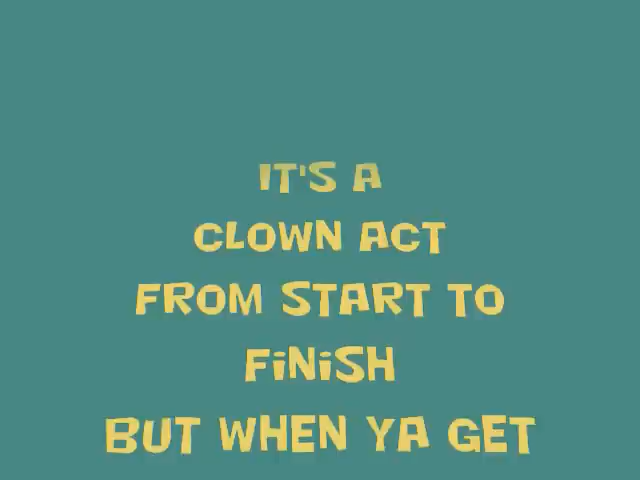 IT'S A
CLOWN ACT
FROM START TO
FiNiSH
BUT WHEN YA GET